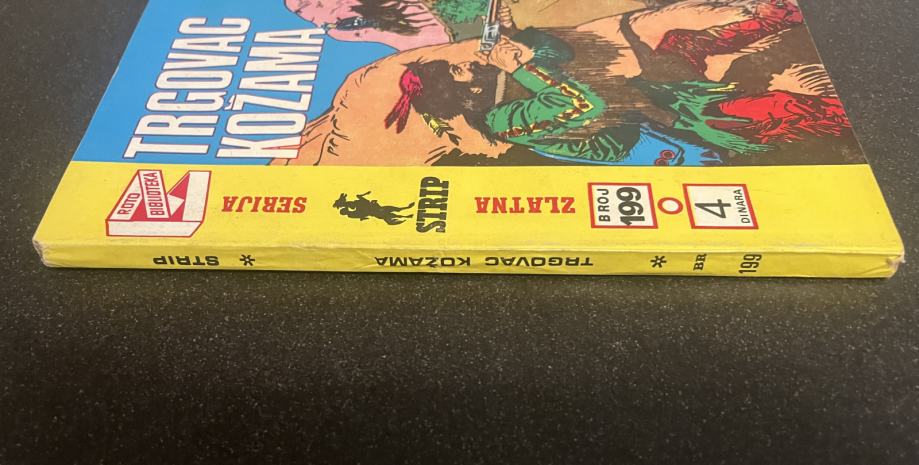 TRGOVAC
KOŽAMA
ROTO
BIBLIOTEKA
SERIJA
STRIP
ZLATNA
BROJ
199
4
DINARA
STRIP * TRGOVAC KOŽAMA * BR 199